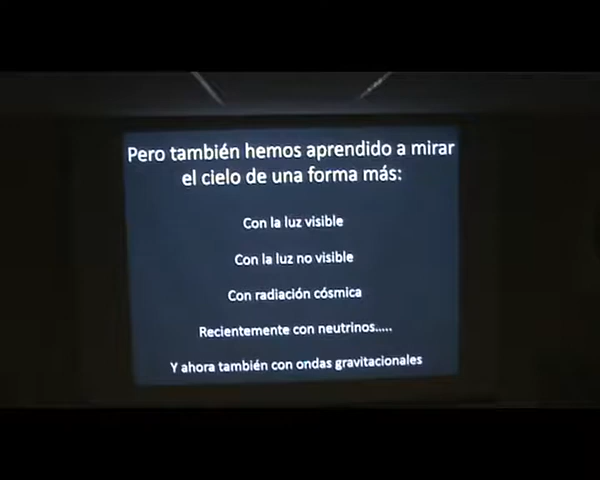 Pero también hemos aprendido a mirar
el cielo de una forma más:
Con la luz visible
Con la luz no visible
Con radiación cósmica
Recientemente con neutrinos.....
Y ahora también con ondas gravitacionales